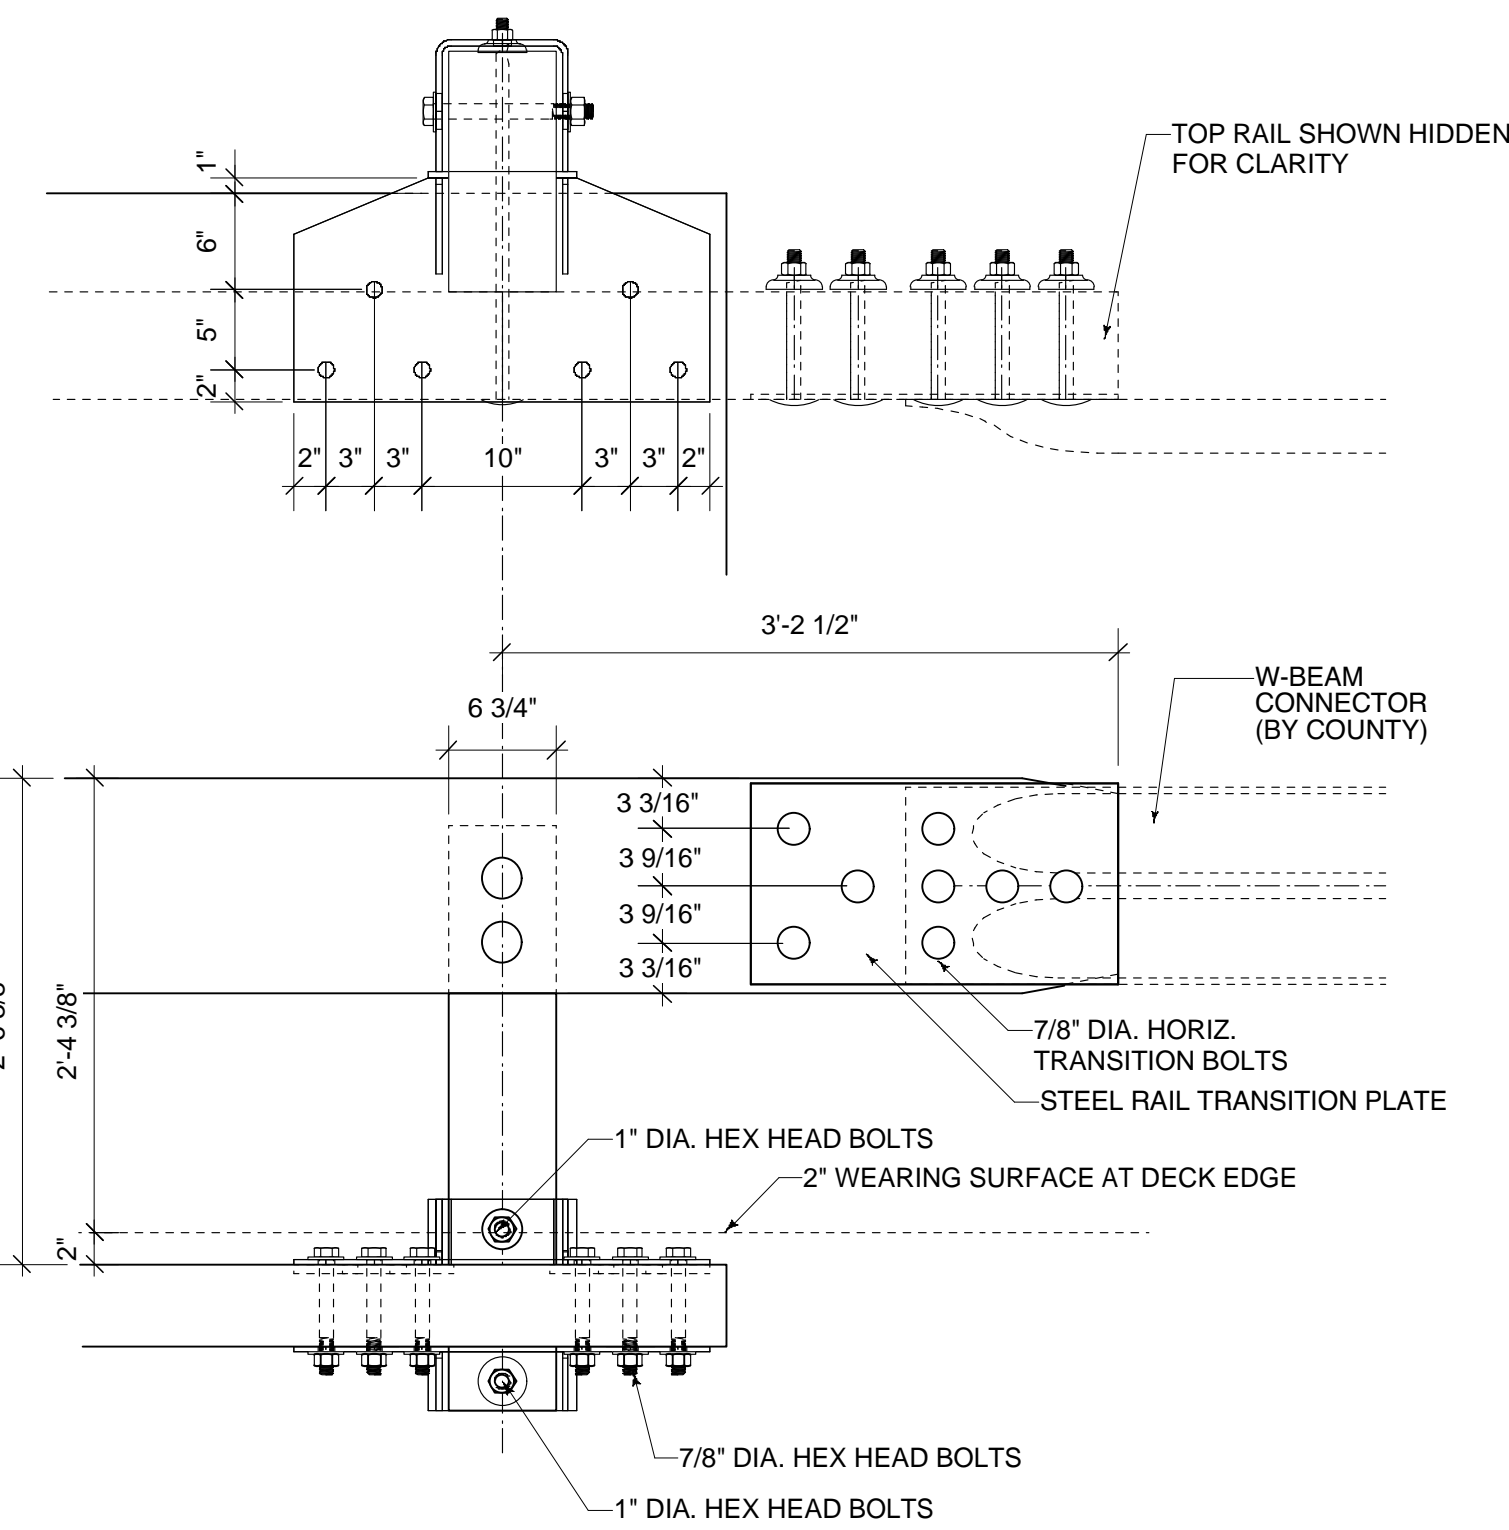 TOP RAIL SHOWN HIDDEN
FOR CLARITY
1"
6"
5"
2"
2" 3" 3" 10" 3" 3" 2"
3'-2 1/2"
W-BEAM
CONNECTOR
(BY COUNTY)
6 3/4"
3 3/16"
3 9/16"
3 9/16"
3 3/16"
2'-4 3/8"
2"
7/8" DIA. HORIZ.
TRANSITION BOLTS
STEEL RAIL TRANSITION PLATE
1" DIA. HEX HEAD BOLTS
2" WEARING SURFACE AT DECK EDGE
7/8" DIA. HEX HEAD BOLTS
1" DIA. HEX HEAD BOLTS